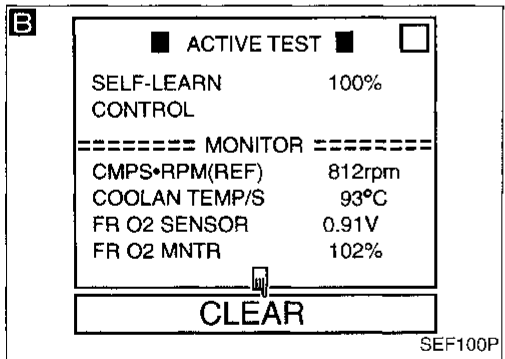 B
■ ACTIVE TEST ■
SELF-LEARN 100%
CONTROL
======== MONITOR ========
CMPS•RPM(REF) 812rpm
COOLAN TEMP/S 93°C
FR O2 SENSOR 0.91V
FR O2 MNTR 102%
CLEAR
SEF100P